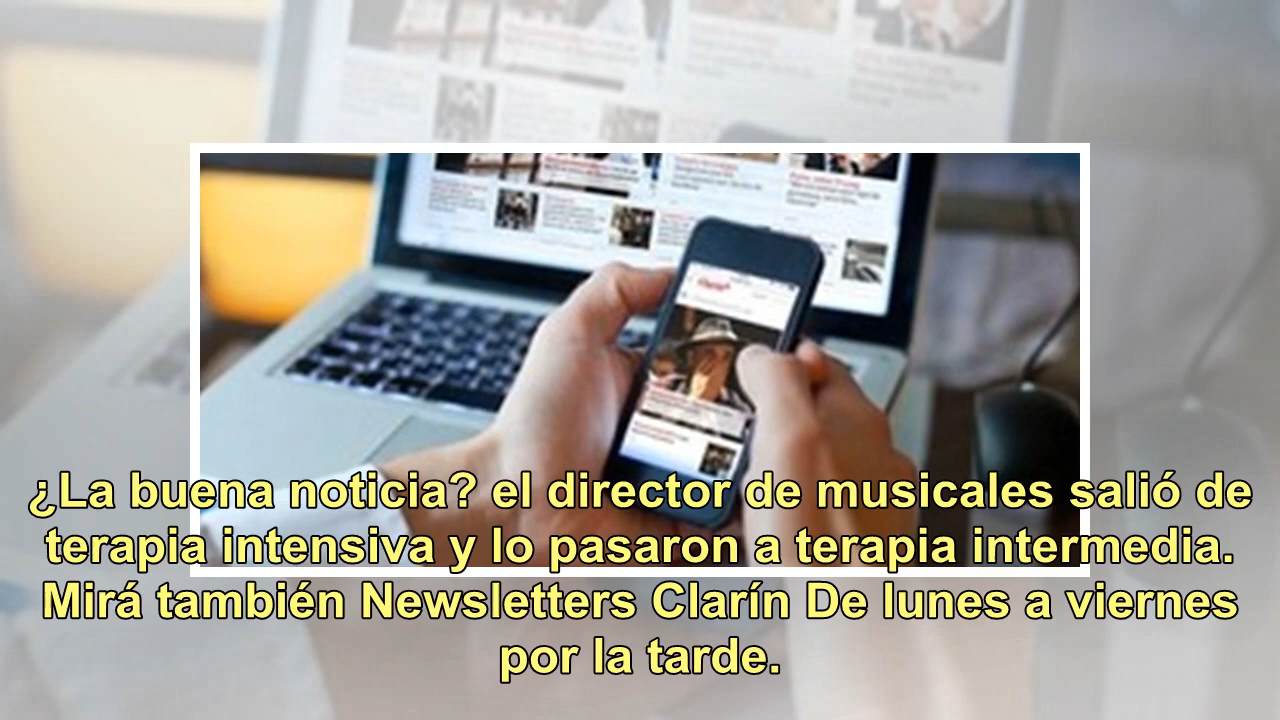 ¿La buena noticia? el director de musicales salió de
terapia intensiva y lo pasaron a terapia intermedia.
Mirá también Newsletters Clarín De lunes a viernes
por la tarde.